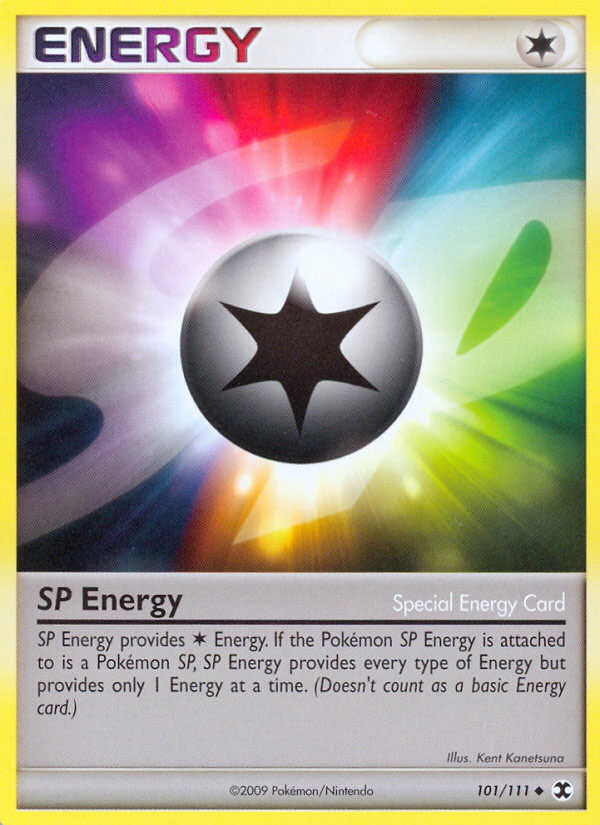 ENERGY
SP Energy
Special Energy Card
SP Energy provides ✶ Energy. If the Pokémon SP Energy is attached
to is a Pokémon SP, SP Energy provides every type of Energy but
provides only 1 Energy at a time. (Doesn't count as a basic Energy
card.)
Illus. Kent Kanetsuna
©2009 Pokémon/Nintendo
101/111 ◆